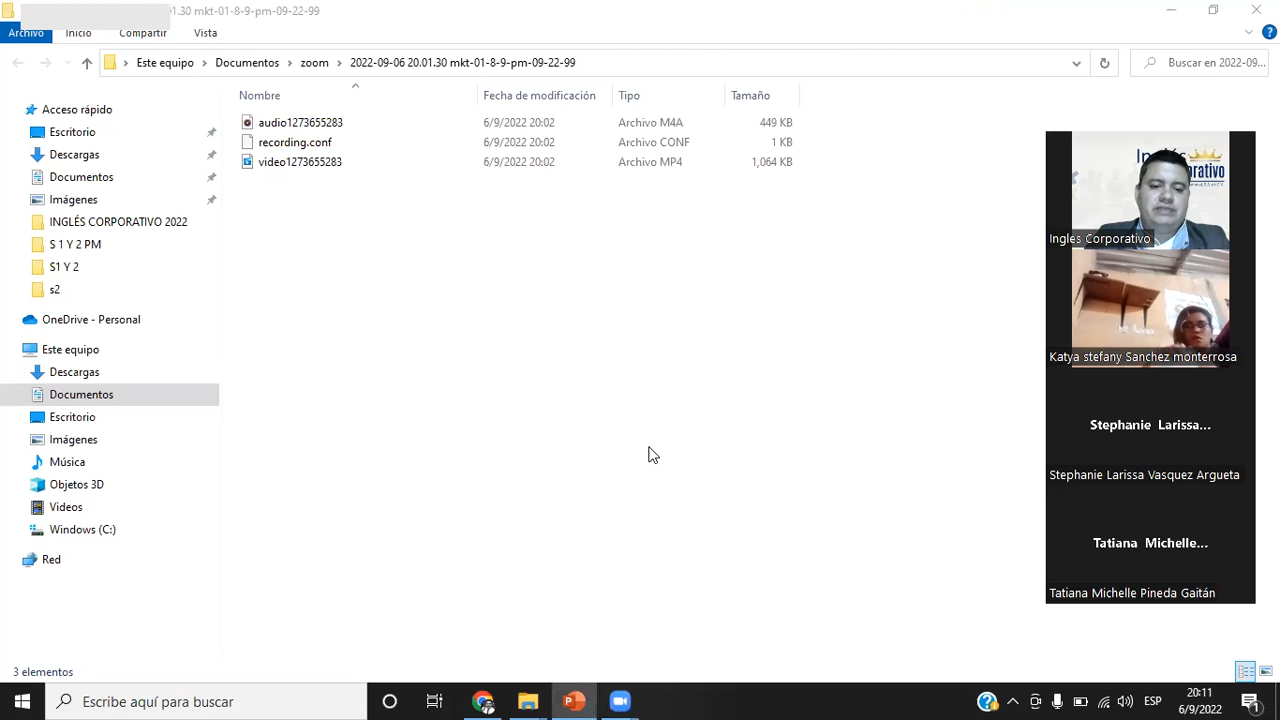 .01.30 mkt-01-8-9-pm-09-22-99
Archivo Inicio Compartir Vista
Este equipo Documentos zoom 2022-09-06 20.01.30 mkt-01-8-9-pm-09-22-99 Buscar en 2022-09...
Nombre Fecha de modificación Tipo Tamaño
audio1273655283 6/9/2022 20:02 Archivo M4A 449 KB
recording.conf 6/9/2022 20:02 Archivo CONF 1 KB
video1273655283 6/9/2022 20:02 Archivo MP4 1,064 KB
Acceso rápido
Escritorio
Descargas
Documentos
Imágenes
INGLÉS CORPORATIVO 2022
S 1 Y 2 PM
S1 Y 2
s2
OneDrive - Personal
Este equipo
Descargas
Documentos
Escritorio
Imágenes
Música
Objetos 3D
Videos
Windows (C:)
Red
Ingles Corporativo
Katya stefany Sanchez monterrosa
Stephanie Larissa...
Stephanie Larissa Vasquez Argueta
Tatiana Michelle...
Tatiana Michelle Pineda Gaitán
3 elementos
Escribe aquí para buscar
ESP
20:11
6/9/2022